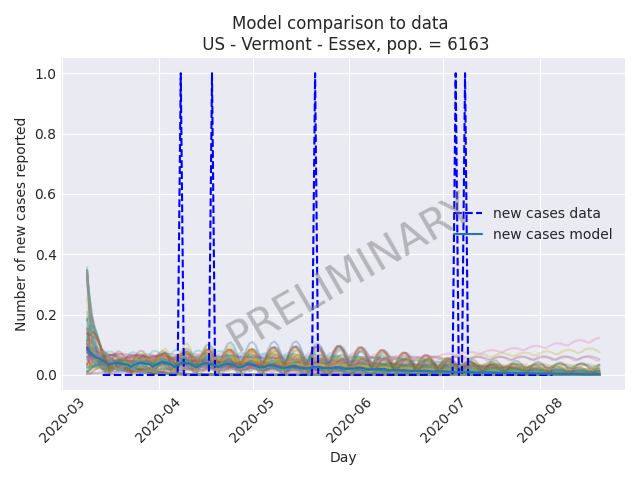 Model comparison to data
US - Vermont - Essex, pop. = 6163
Number of new cases reported
1.0
0.8
0.6
0.4
0.2
0.0
PRELIMINARY
new cases data
new cases model
2020-03
2020-04
2020-05
2020-06
2020-07
2020-08
Day